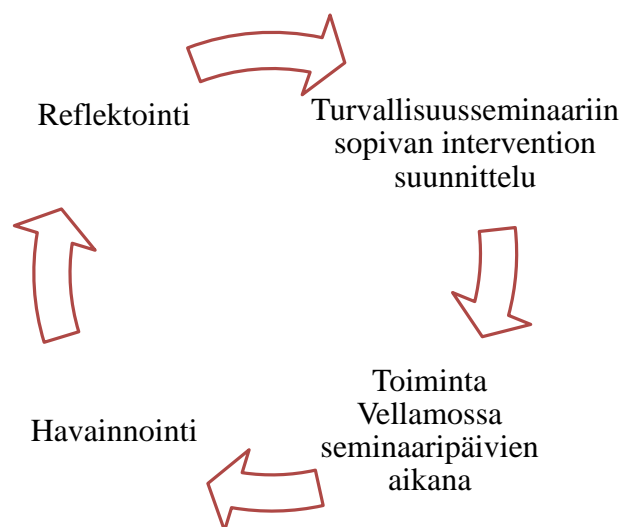 Reflektointi
Turvallisuusseminaariin
sopivan intervention
suunnittelu
Toiminta
Vellamossa
seminaaripäivien
aikana
Havainnointi